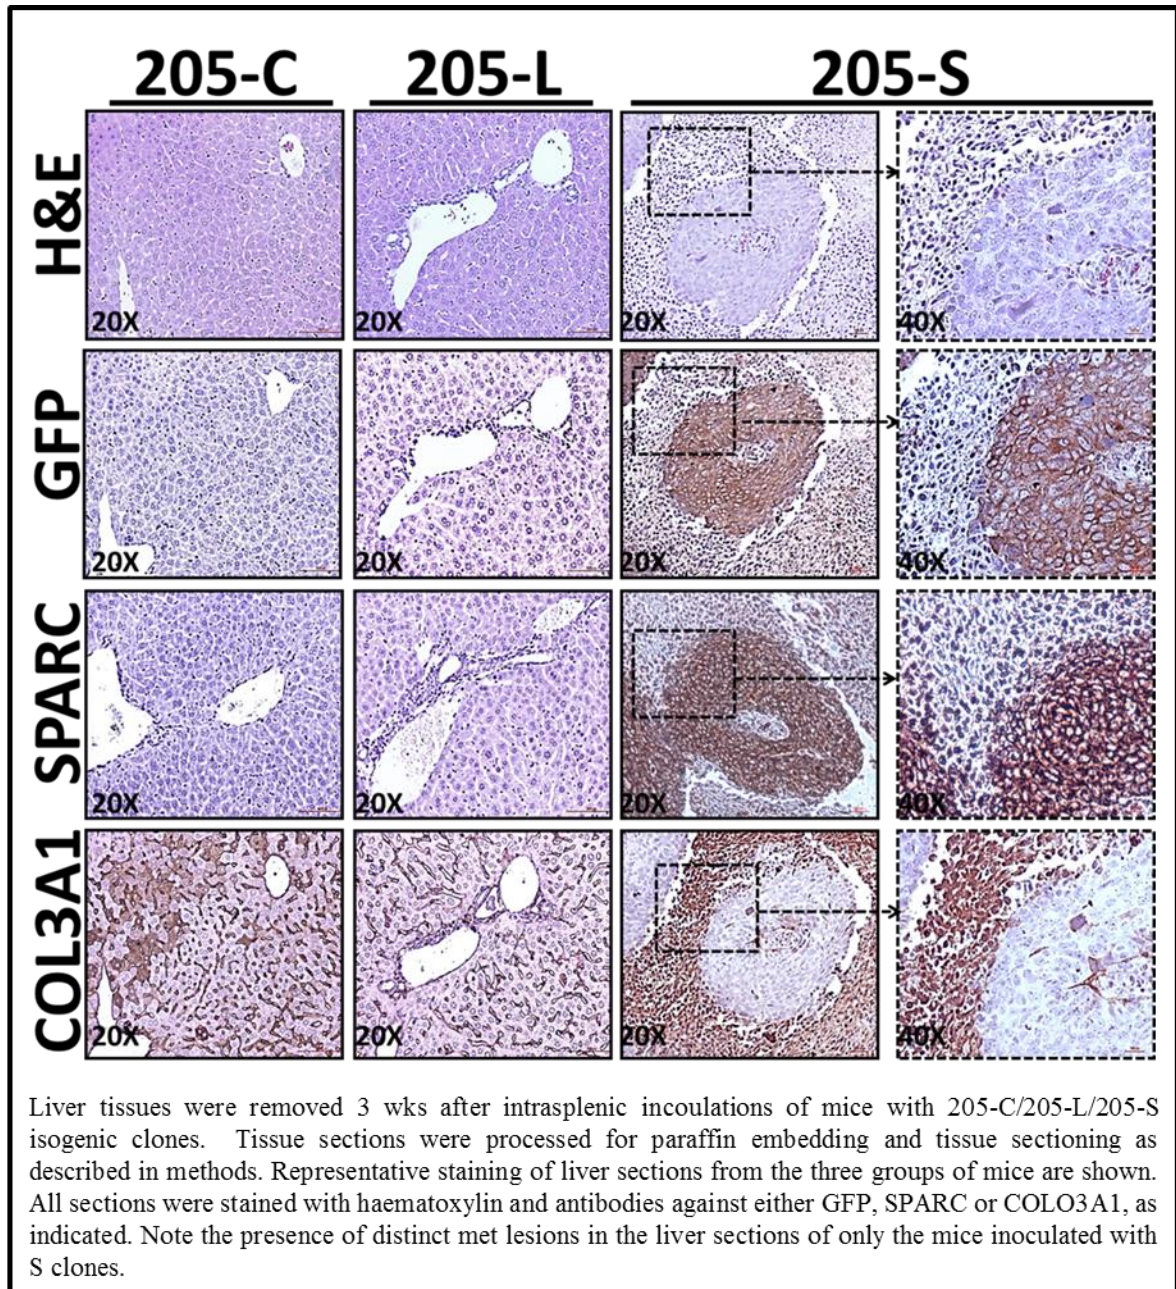 205-C 205-L 205-S
H&E
20X 20X 20X 40X
GFP
20X 20X 20X 40X
SPARC
20X 20X 20X 40X
COL3A1
20X 20X 20X 40X
Liver tissues were removed 3 wks after intrasplenic incoulations of mice with 205-C/205-L/205-S
isogenic clones. Tissue sections were processed for paraffin embedding and tissue sectioning as
described in methods. Representative staining of liver sections from the three groups of mice are shown.
All sections were stained with haematoxylin and antibodies against either GFP, SPARC or COLO3A1, as
indicated. Note the presence of distinct met lesions in the liver sections of only the mice inoculated with
S clones.